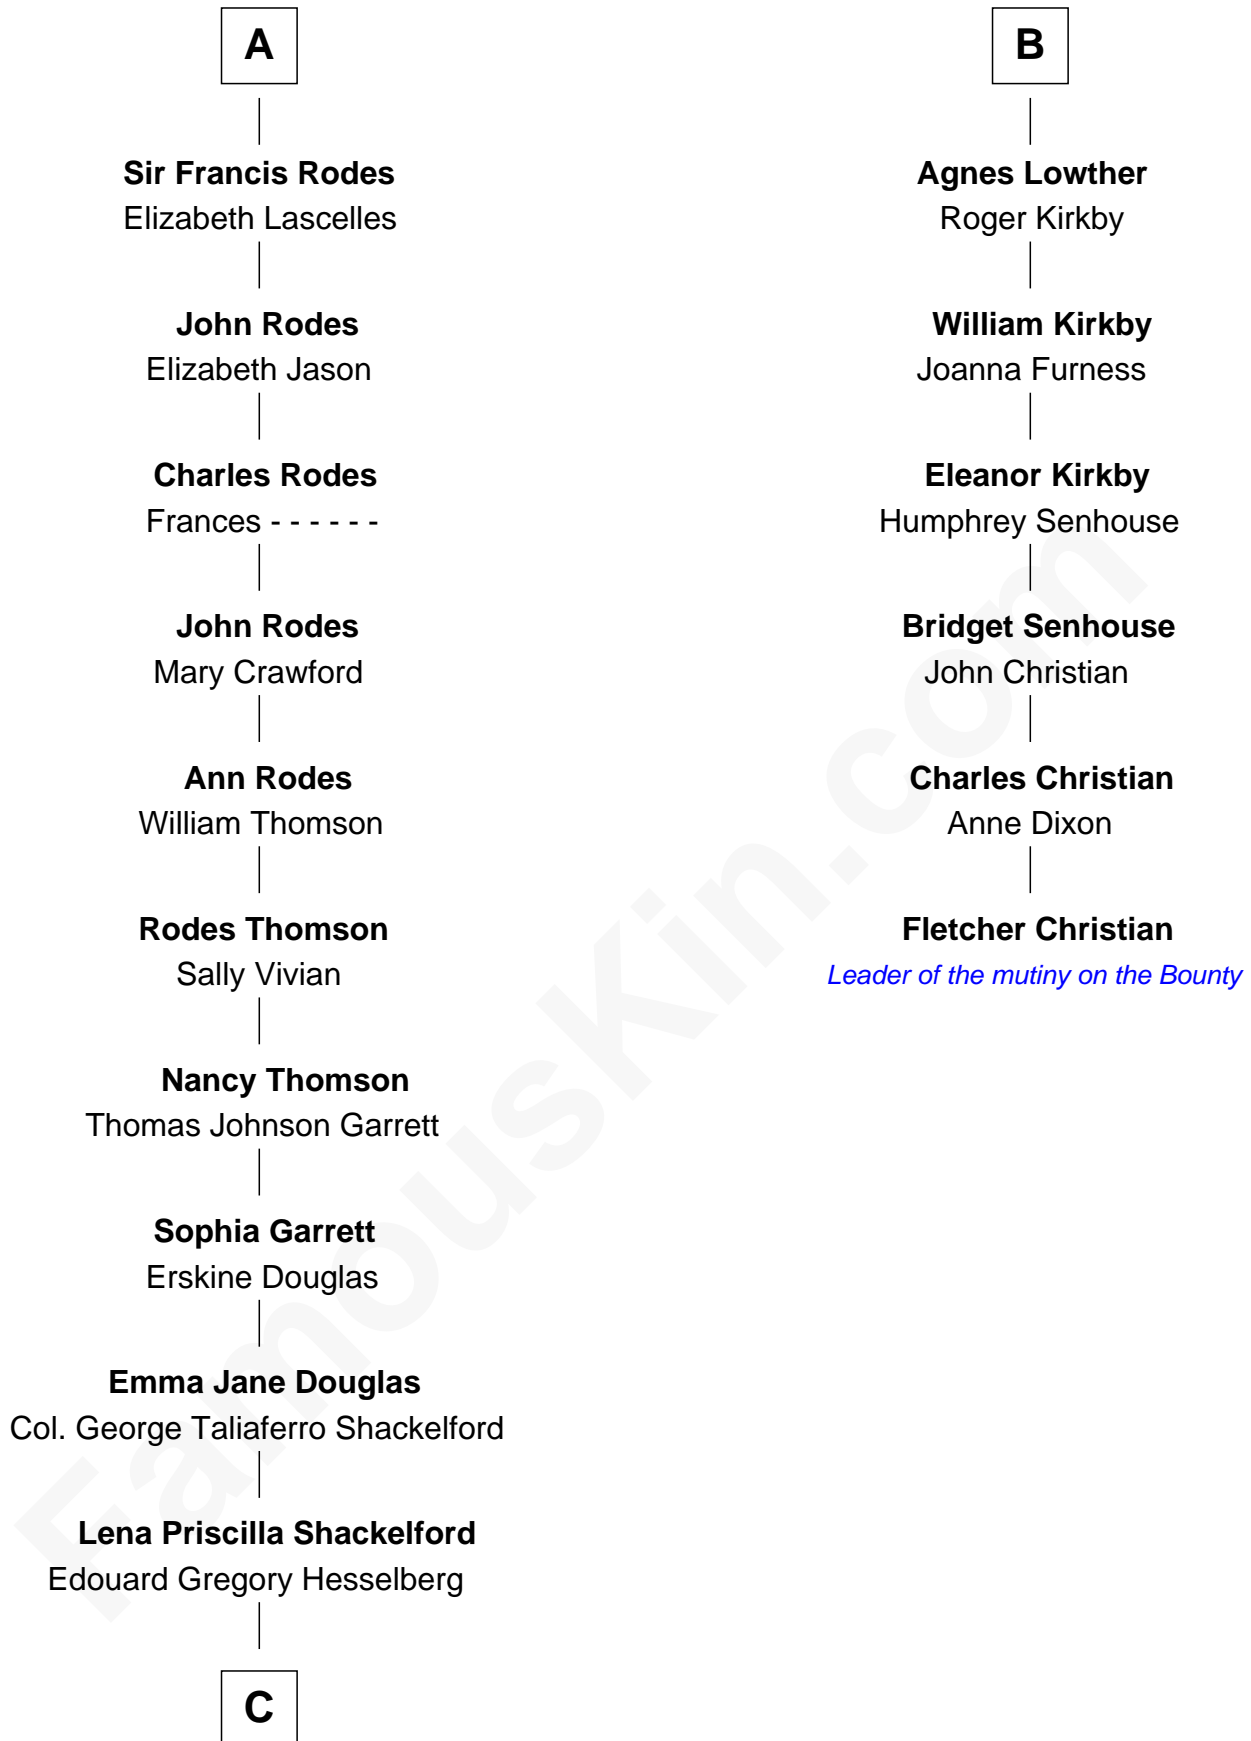 A
Sir Francis Rodes
Elizabeth Lascelles
John Rodes
Elizabeth Jason
Charles Rodes
Frances - - - - - -
John Rodes
Mary Crawford
Ann Rodes
William Thomson
Rodes Thomson
Sally Vivian
Nancy Thomson
Thomas Johnson Garrett
Sophia Garrett
Erskine Douglas
Emma Jane Douglas
Col. George Taliaferro Shackelford
Lena Priscilla Shackelford
Edouard Gregory Hesselberg
C
B
Agnes Lowther
Roger Kirkby
William Kirkby
Joanna Furness
Eleanor Kirkby
Humphrey Senhouse
Bridget Senhouse
John Christian
Charles Christian
Anne Dixon
Fletcher Christian
Leader of the mutiny on the Bounty
FamousKin.com